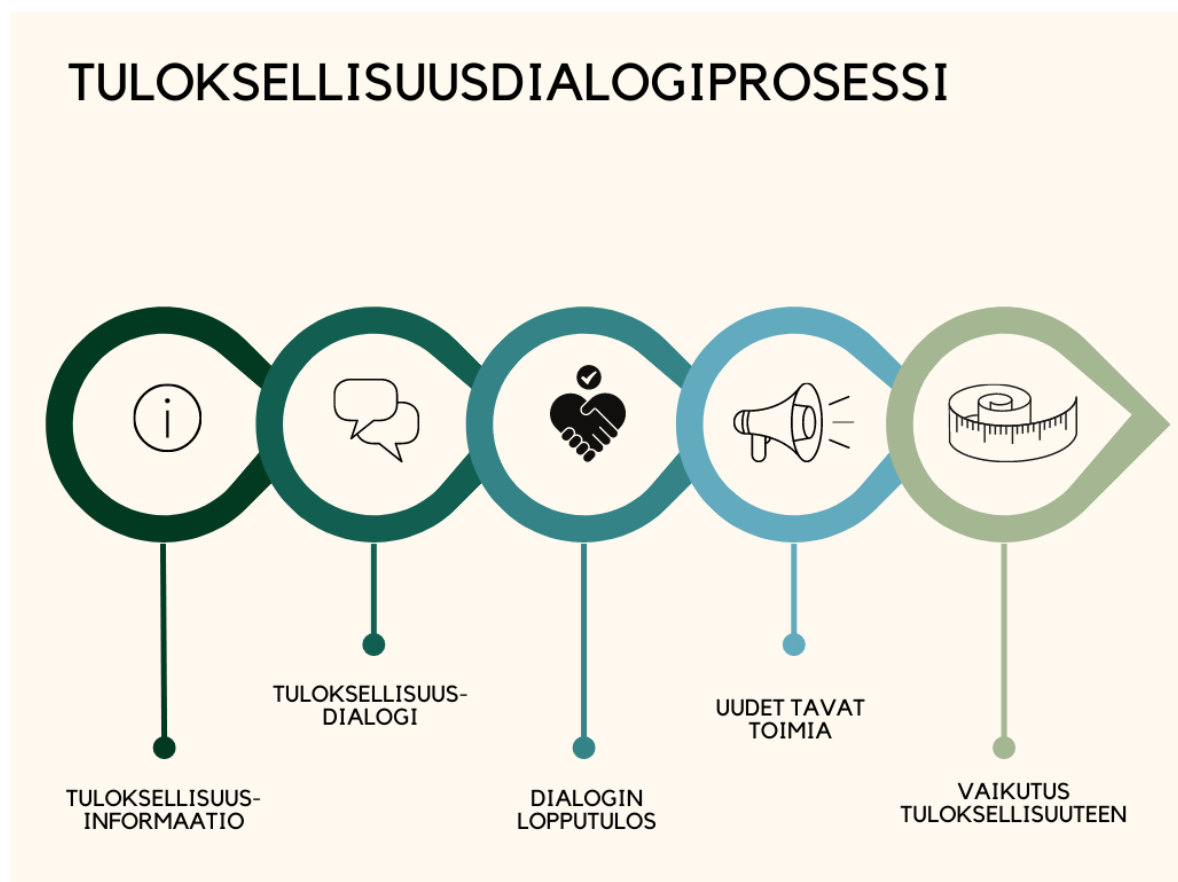 TULOKSELLISUUSDIALOGIPROSESSI
TULOKSELLISUUS-
INFORMAATIO
TULOKSELLISUUS-
DIALOGI
DIALOGIN
LOPPUTULOS
UUDET TAVAT
TOIMIA
VAIKUTUS
TULOKSELLISUUTEEN